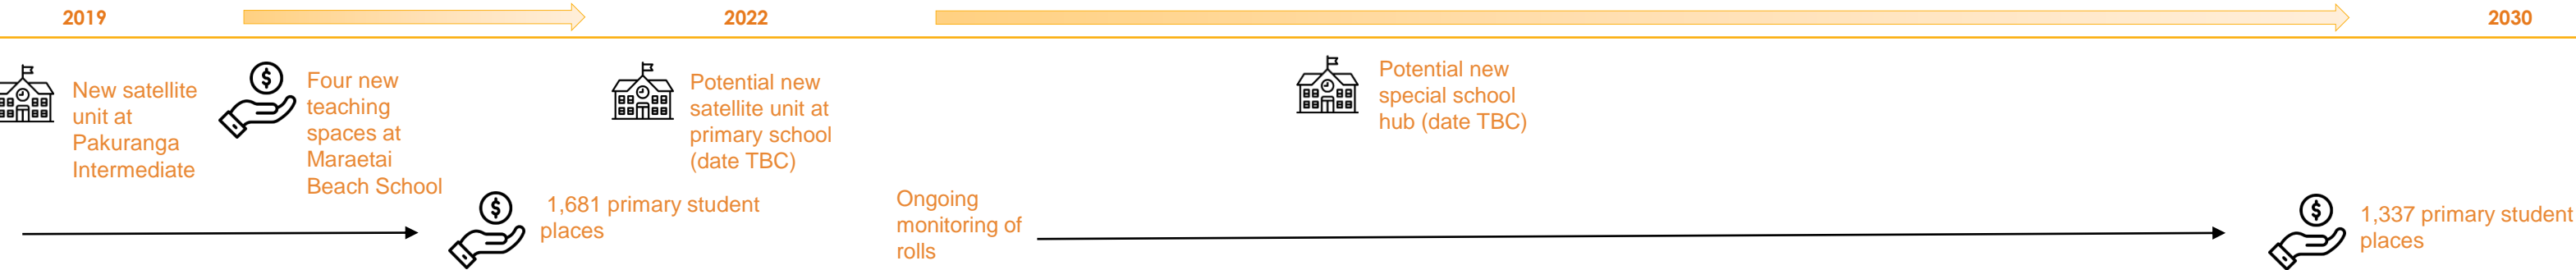 2019
2022
2030
New satellite
unit at
Pakuranga
Intermediate
Four new
teaching
spaces at
Maraetai
Beach School
Potential new
satellite unit at
primary school
(date TBC)
Potential new
special school
hub (date TBC)
1,681 primary student
places
Ongoing
monitoring of
rolls
1,337 primary student
places